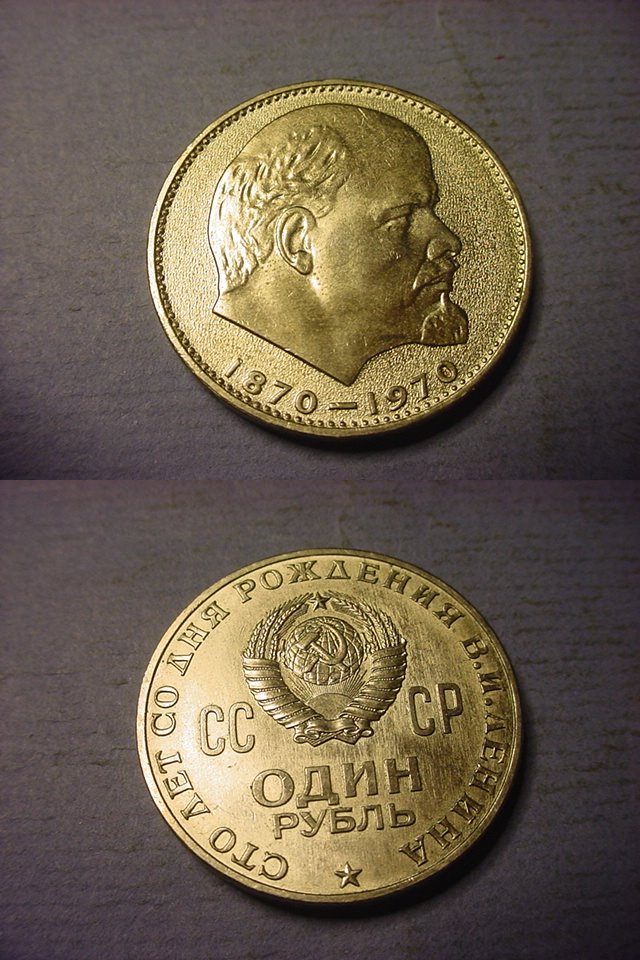 1870–1970
СТО ЛЕТ СО ДНЯ РОЖДЕНИЯ В.И.ЛЕНИНА
СС СР
ОДИН
РУБЛЬ